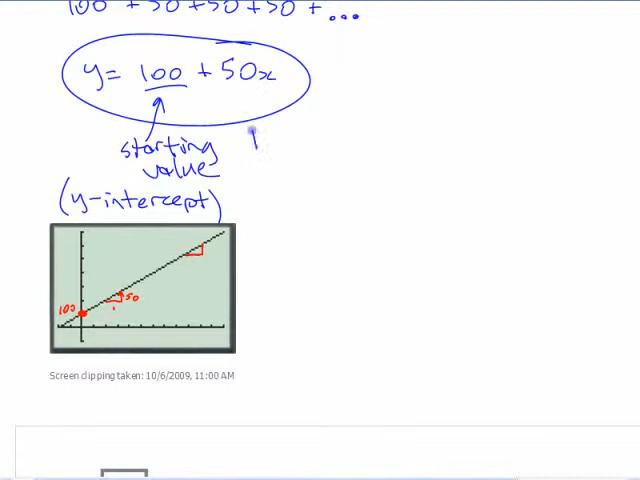 100 + 50 + 50 + 50 + ...
y = 100 + 50x
starting
value
(y-intercept)
100
50
1
Screen clipping taken: 10/6/2009, 11:00 AM